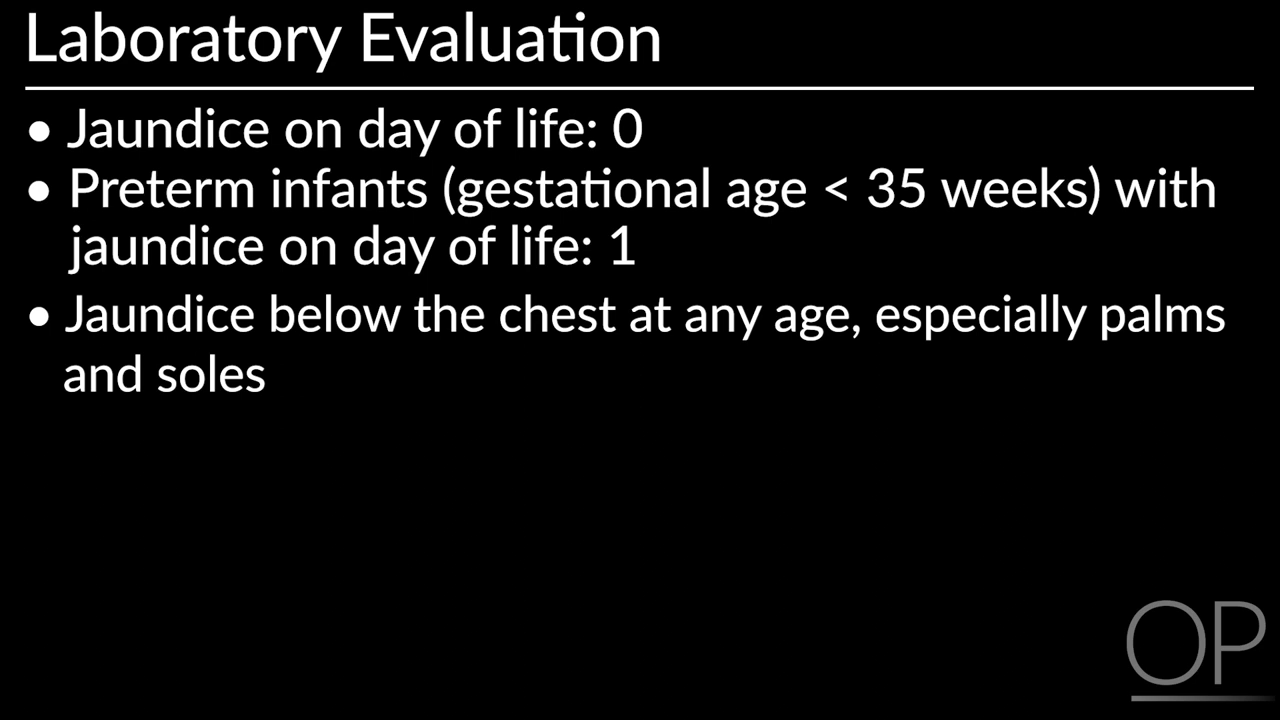 Laboratory Evaluation
• Jaundice on day of life: 0
• Preterm infants (gestational age < 35 weeks) with
jaundice on day of life: 1
• Jaundice below the chest at any age, especially palms
and soles
OP